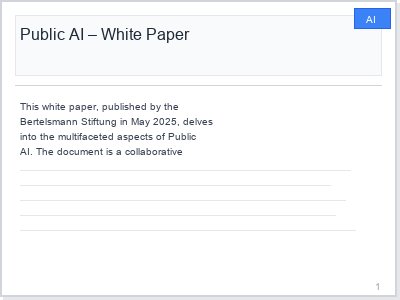 AI
Public AI – White Paper
This white paper, published by the
Bertelsmann Stiftung in May 2025, delves
into the multifaceted aspects of Public
AI. The document is a collaborative
1